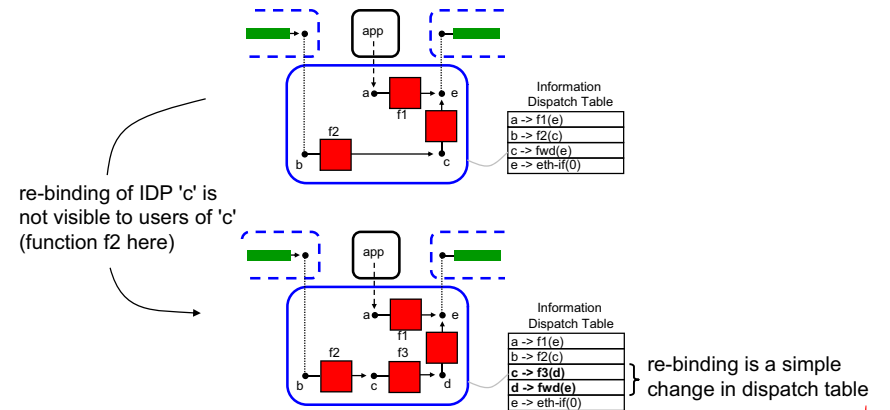 app
a
e
f1
f2
b
c
Information
Dispatch Table
a -> f1(e)
b -> f2(c)
c -> fwd(e)
e -> eth-if(0)
re-binding of IDP 'c' is
not visible to users of 'c'
(function f2 here)
app
a
e
f1
f2
f3
b
c
d
Information
Dispatch Table
a -> f1(e)
b -> f2(c)
c -> f3(d)
d -> fwd(e)
e -> eth-if(0)
re-binding is a simple
change in dispatch table